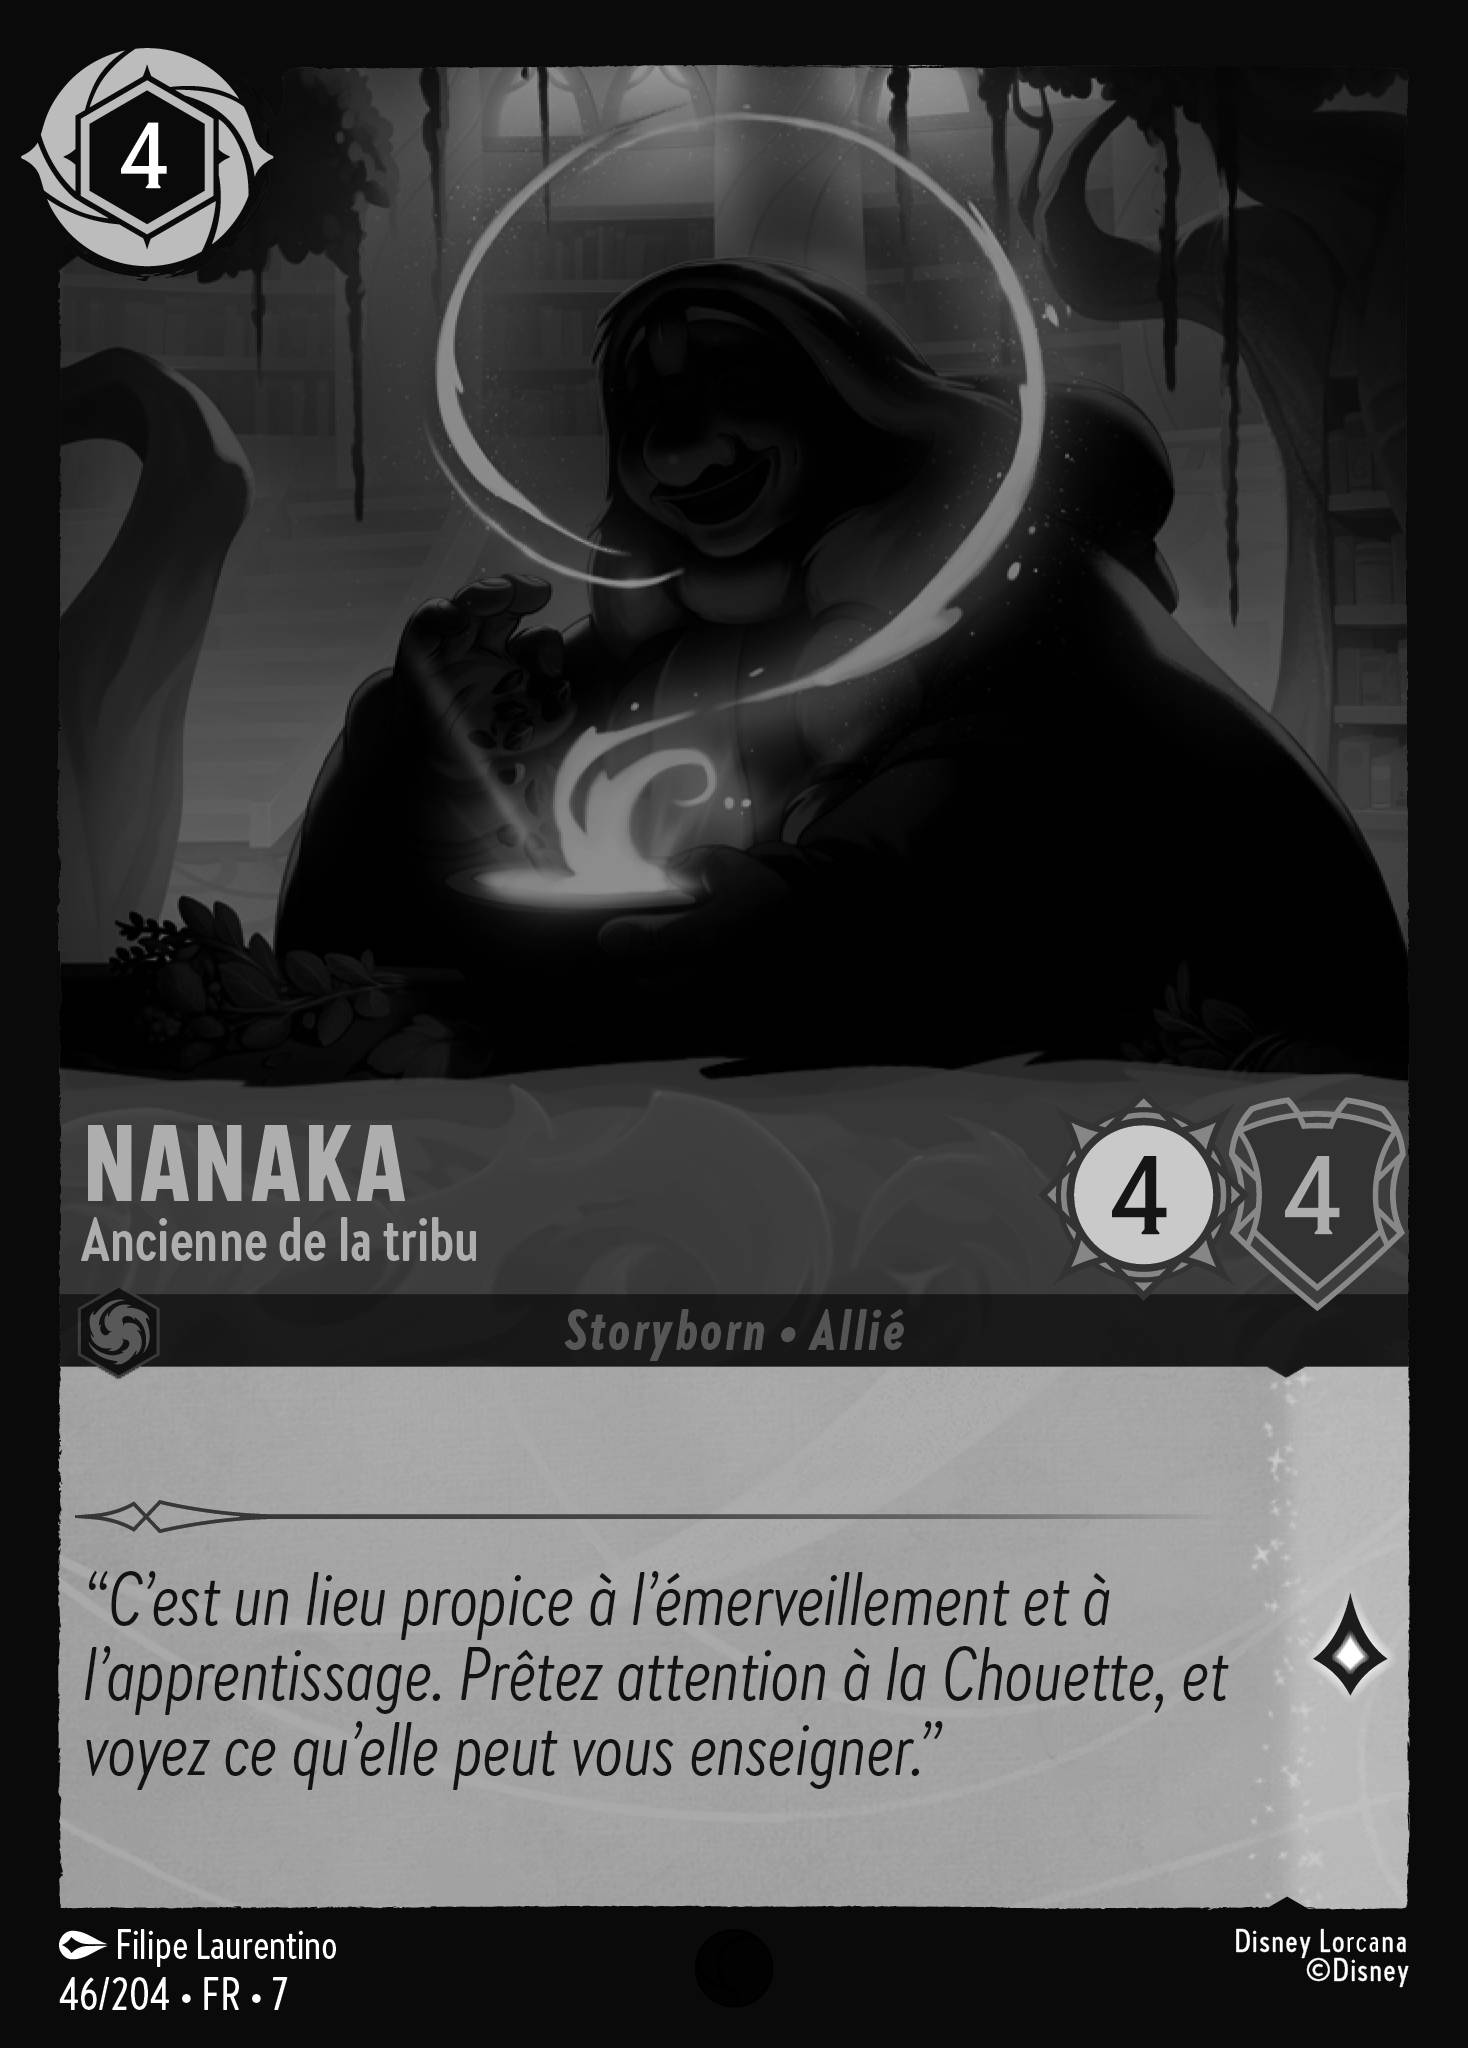 4
NANAKA
Ancienne de la tribu
4
4
Storyborn • Allié
“C’est un lieu propice à l’émerveillement et à
l’apprentissage. Prêtez attention à la Chouette, et
voyez ce qu’elle peut vous enseigner.”
Filipe Laurentino
46/204 • FR • 7
Disney Lorcana
©Disney